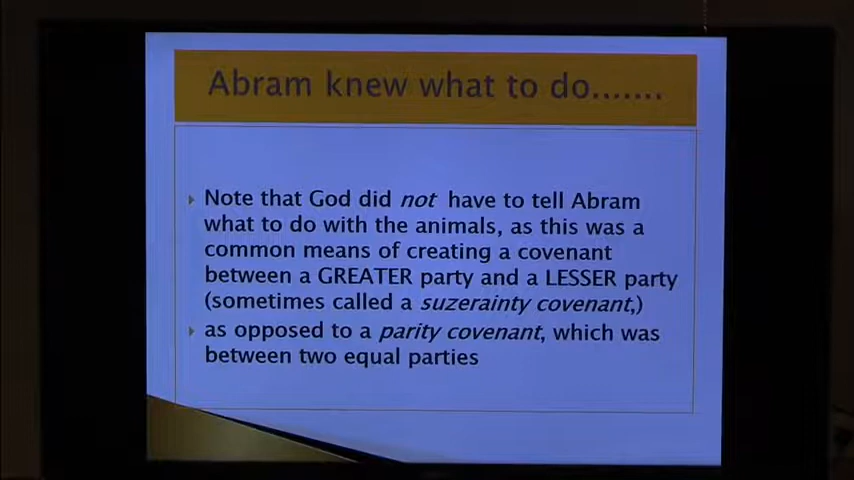 Abram knew what to do.......
Note that God did not have to tell Abram
what to do with the animals, as this was a
common means of creating a covenant
between a GREATER party and a LESSER party
(sometimes called a suzerainty covenant,)
as opposed to a parity covenant, which was
between two equal parties